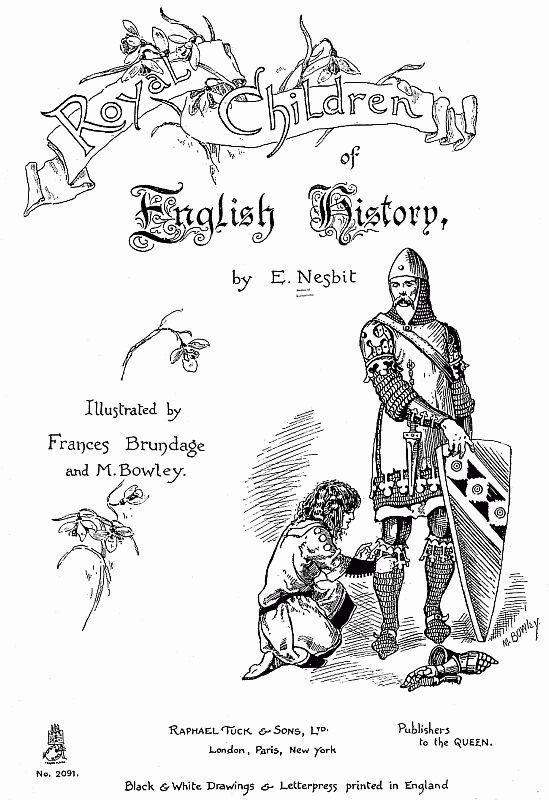 Royal Children
of
English History,
by E. Nesbit
Illustrated by
Frances Brundage
and M. Bowley.
M. BOWLEY.
RAPHAEL TUCK & SONS, LTD.
London, Paris, New York
Publishers
to the QUEEN.
No. 2091.
Black & White Drawings & Letterpress printed in England